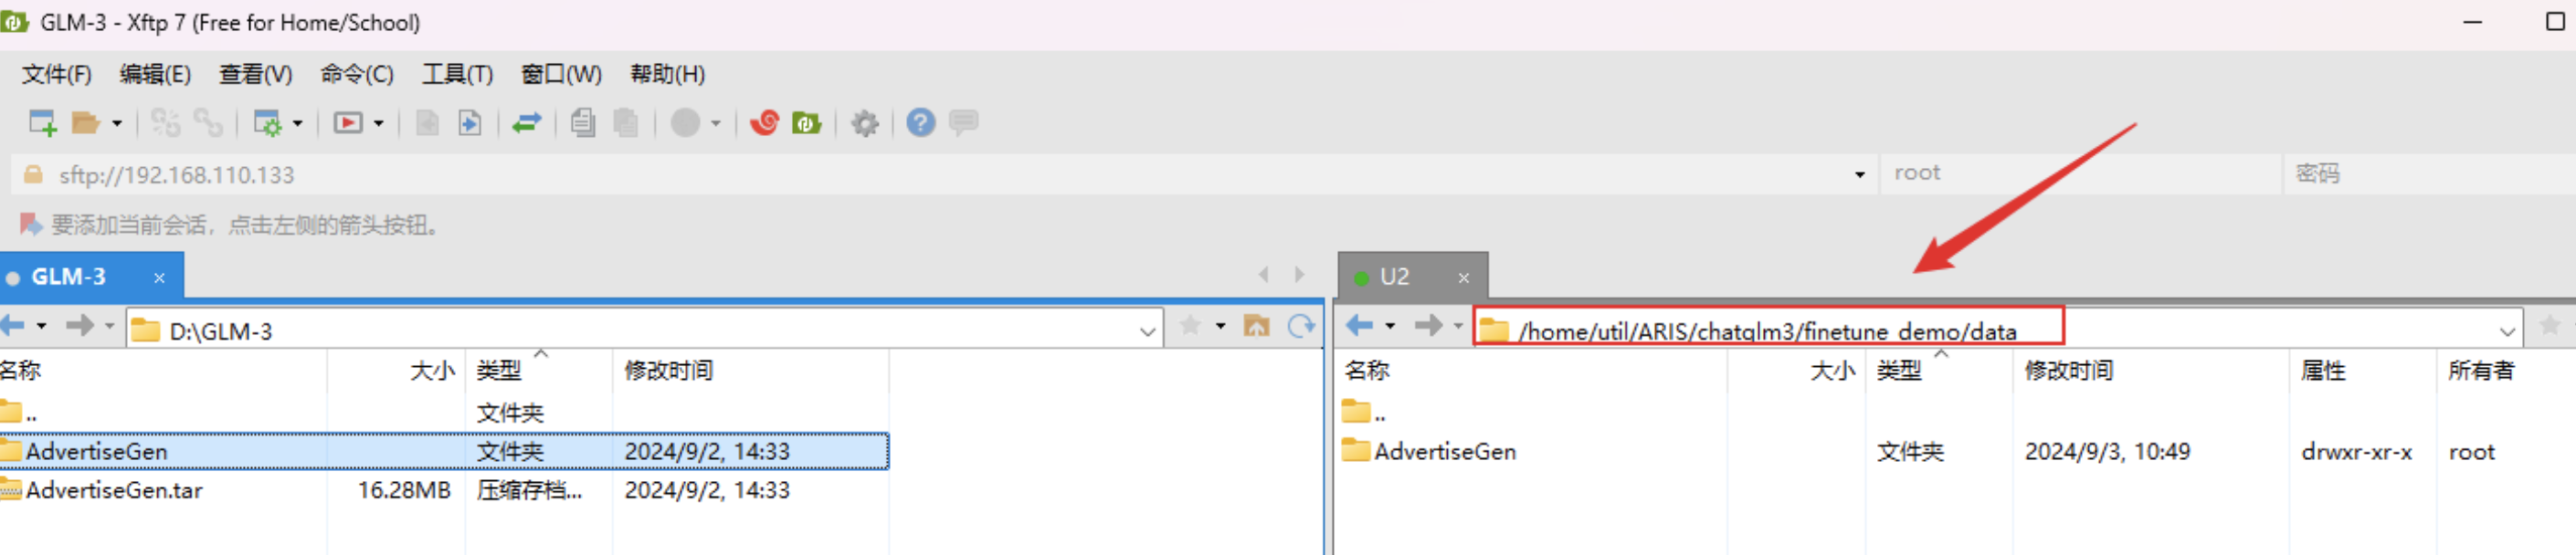 GLM-3 - Xftp 7 (Free for Home/School)
文件(F) 编辑(E) 查看(V) 命令(C) 工具(T) 窗口(W) 帮助(H)
sftp://192.168.110.133 root 密码
要添加当前会话，点击左侧的箭头按钮。
GLM-3 × U2 ×
D:\GLM-3 /home/util/ARIS/chatglm3/finetune_demo/data
名称 大小 类型 修改时间 名称 大小 类型 修改时间 属性 所有者
.. 文件夹 ..
AdvertiseGen 文件夹 2024/9/2, 14:33 AdvertiseGen 文件夹 2024/9/3, 10:49 drwxr-xr-x root
AdvertiseGen.tar 16.28MB 压缩存档... 2024/9/2, 14:33